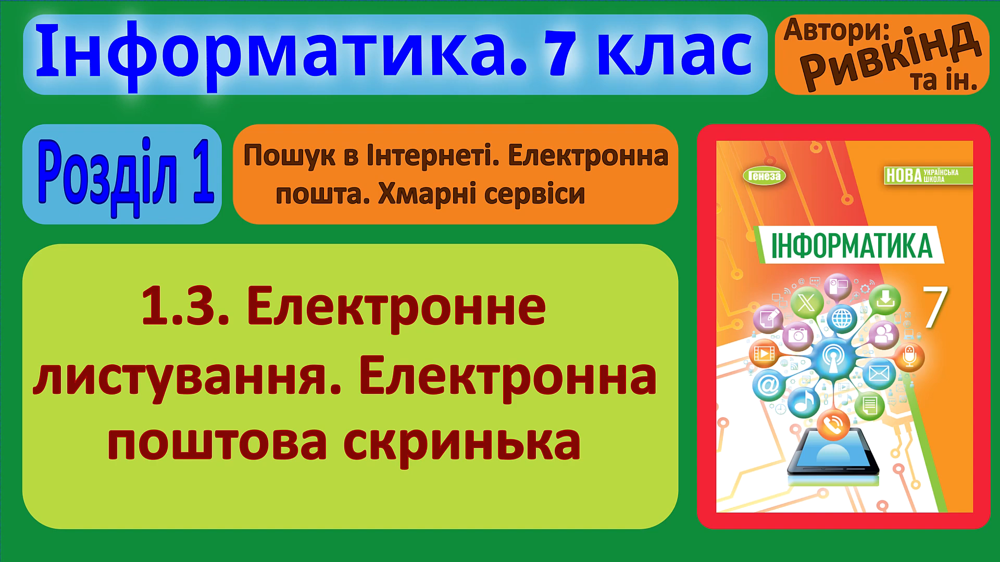 Інформатика. 7 клас
Автори:
Ривкінд
та ін.
Розділ 1
Пошук в Інтернеті. Електронна
пошта. Хмарні сервіси
1.3. Електронне
листування. Електронна
поштова скринька
Генеза
НОВА УКРАЇНСЬКА
ШКОЛА
ІНФОРМАТИКА
7